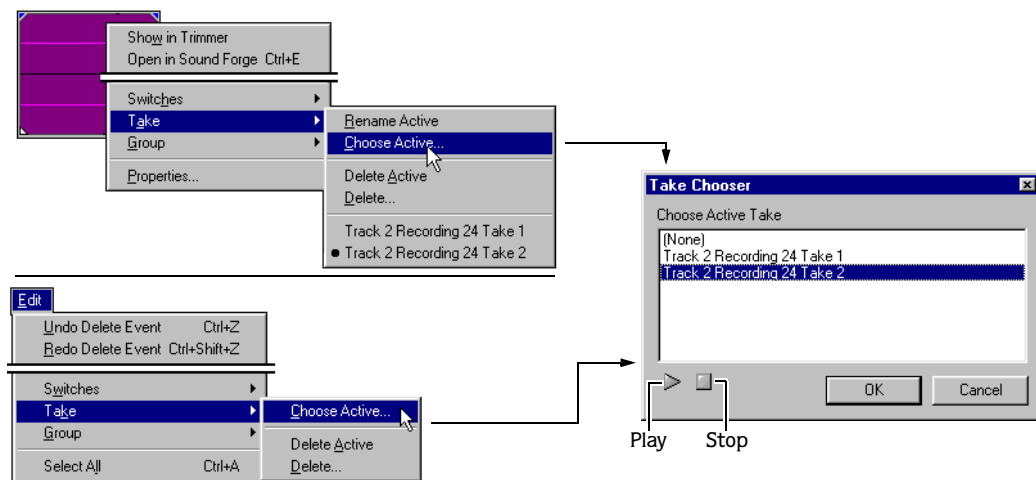 Show in Trimmer
Open in Sound Forge Ctrl+E
Switches
Take
Group
Properties...
Rename Active
Choose Active...
Delete Active
Delete...
Track 2 Recording 24 Take 1
Track 2 Recording 24 Take 2
Edit
Undo Delete Event Ctrl+Z
Redo Delete Event Ctrl+Shift+Z
Switches
Take
Group
Select All Ctrl+A
Choose Active...
Delete Active
Delete...
Take Chooser
Choose Active Take
(None)
Track 2 Recording 24 Take 1
Track 2 Recording 24 Take 2
OK Cancel
Play Stop